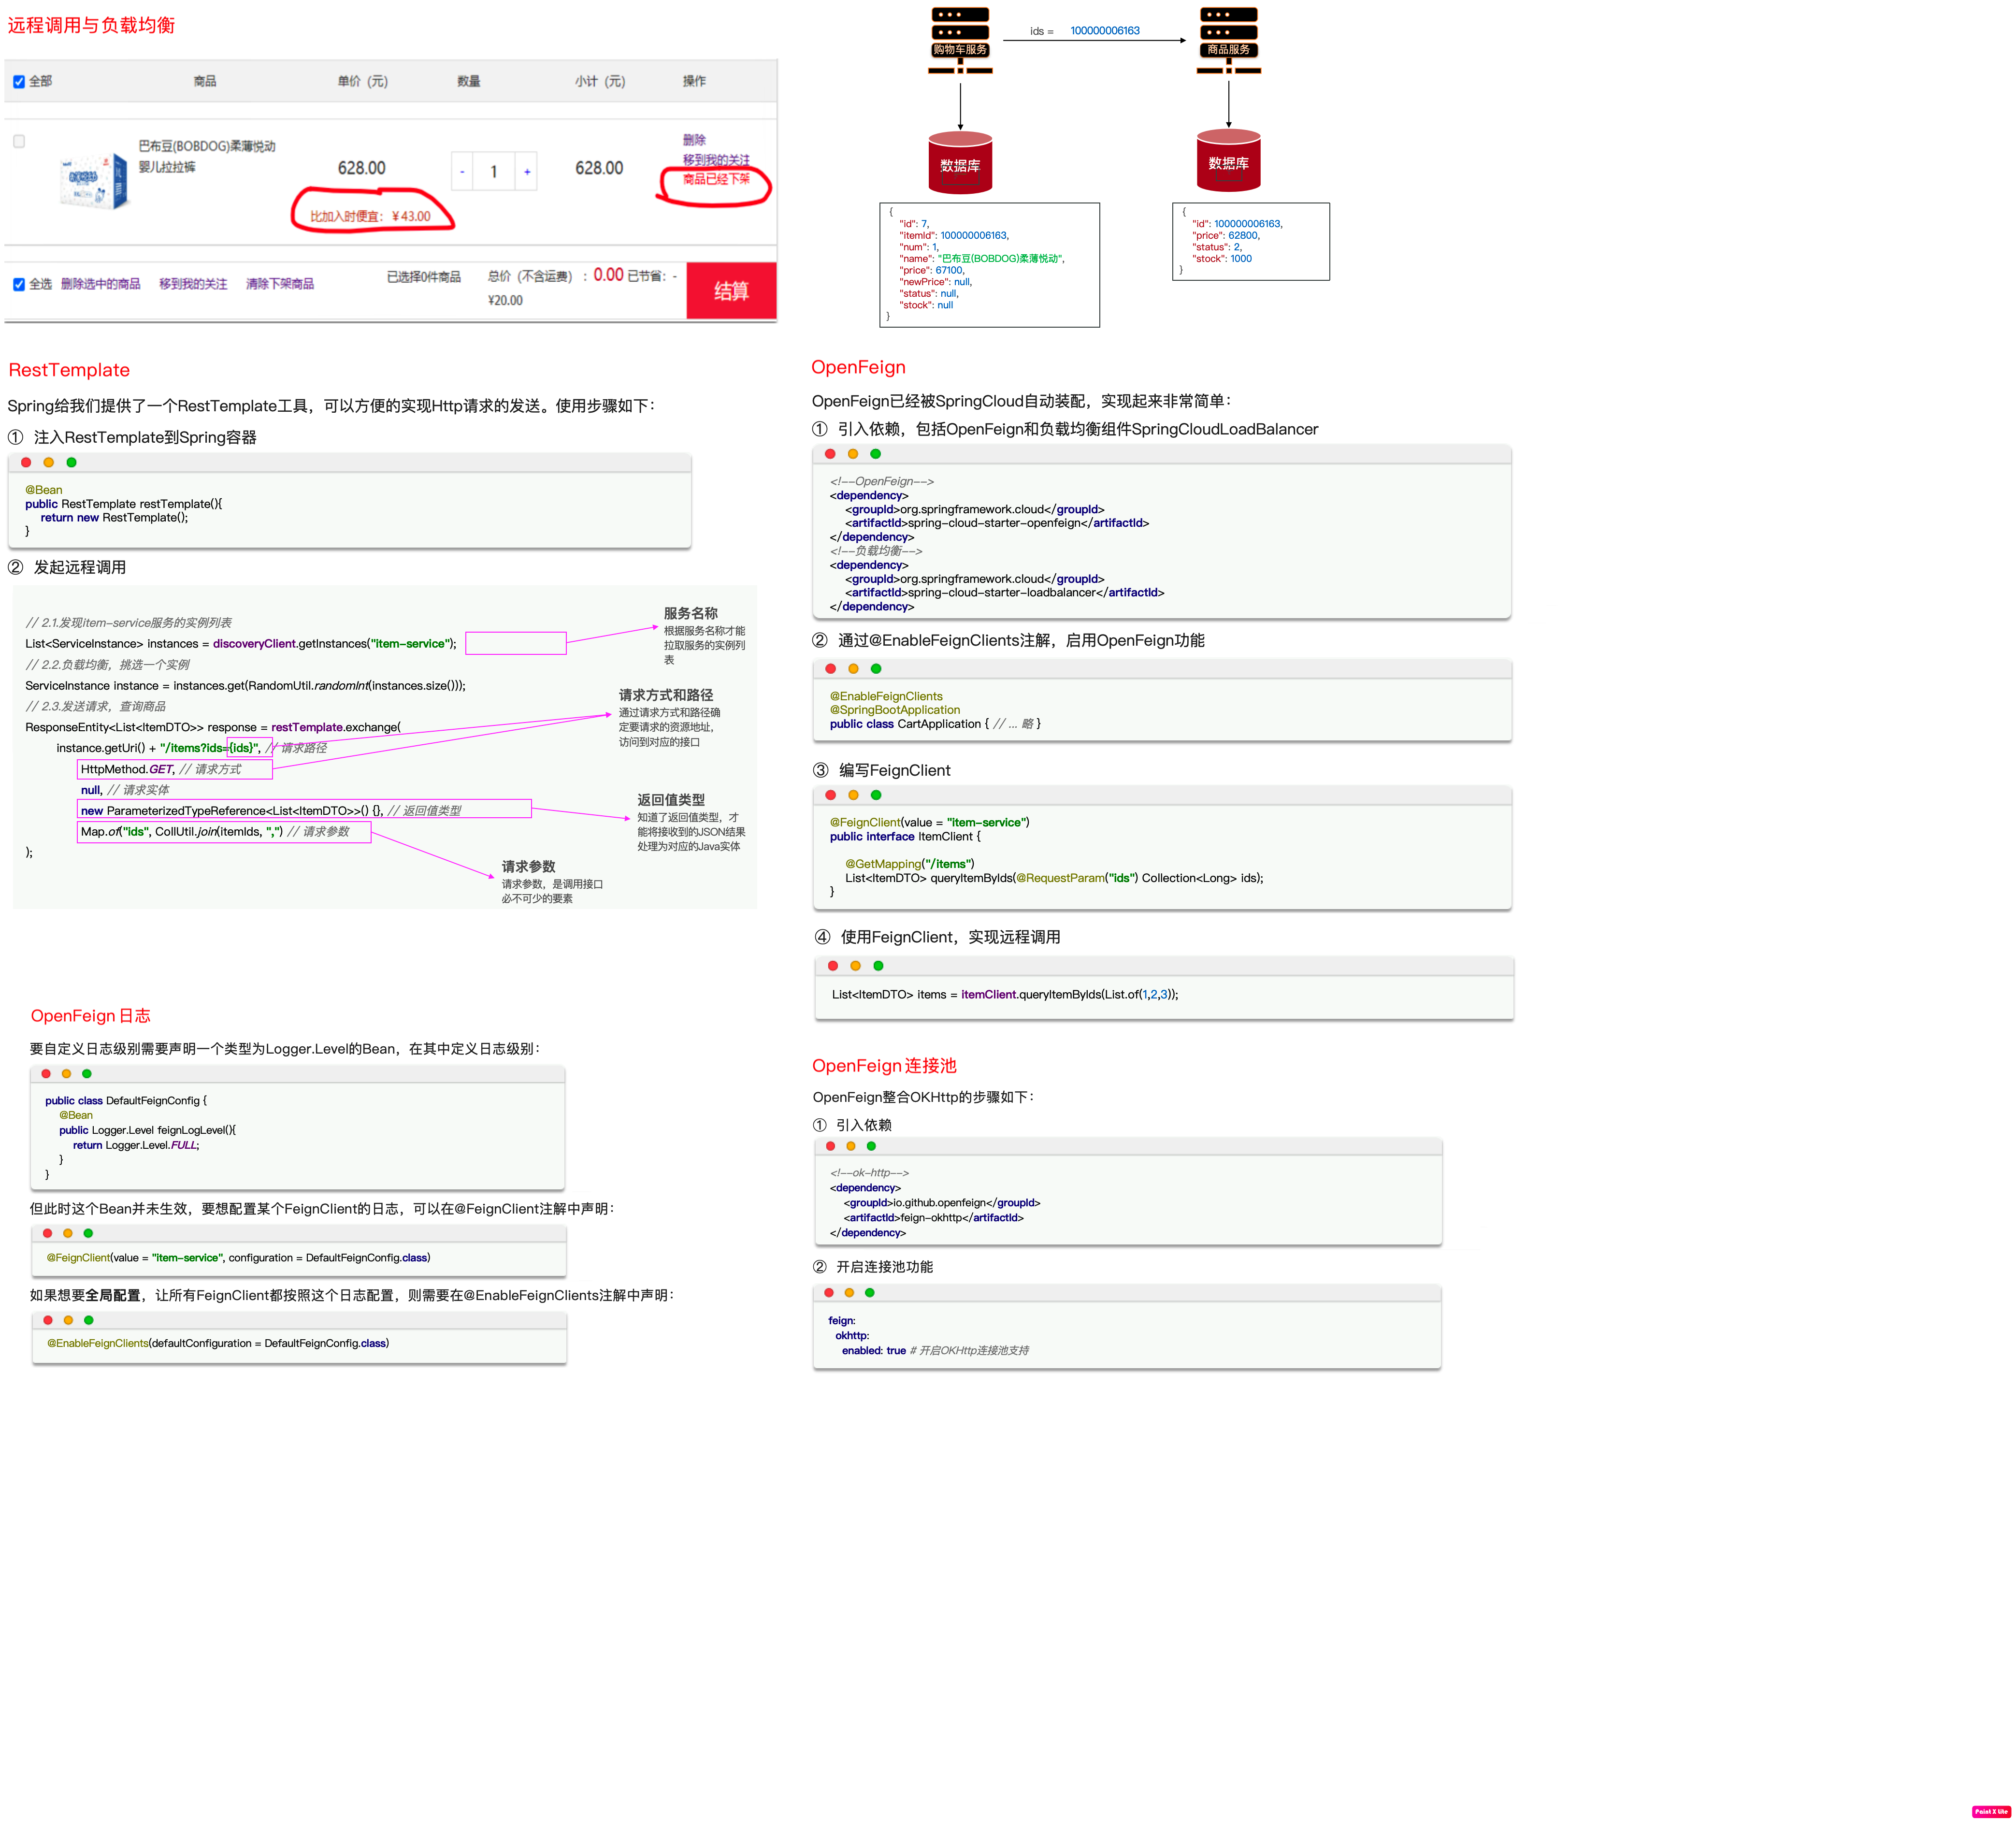 远程调用与负载均衡
全部 商品 单价（元） 数量 小计（元） 操作
巴布豆(BOBDOG)柔薄悦动
婴儿拉拉裤
628.00
比加入时便宜：¥43.00
- 1 +
628.00
删除
移到我的关注
商品已经下架
全选 删除选中的商品 移到我的关注 清除下架商品
已选择0件商品
总价（不含运费）：0.00 已节省：-
¥20.00
结算
购物车服务
ids = 100000006163
商品服务
数据库
数据库
{
"id": 7,
"itemId": 100000006163,
"num": 1,
"name": "巴布豆(BOBDOG)柔薄悦动",
"price": 67100,
"newPrice": null,
"status": null,
"stock": null
}
{
"id": 100000006163,
"price": 62800,
"status": 2,
"stock": 1000
}
RestTemplate
Spring给我们提供了一个RestTemplate工具，可以方便的实现Http请求的发送。使用步骤如下：
① 注入RestTemplate到Spring容器
@Bean
public RestTemplate restTemplate(){
return new RestTemplate();
}
② 发起远程调用
// 2.1.发现item-service服务的实例列表
List<ServiceInstance> instances = discoveryClient.getInstances("item-service");
// 2.2.负载均衡，挑选一个实例
ServiceInstance instance = instances.get(RandomUtil.randomInt(instances.size()));
// 2.3.发送请求，查询商品
ResponseEntity<List<ItemDTO>> response = restTemplate.exchange(
instance.getUri() + "/items?ids={ids}", // 请求路径
HttpMethod.GET, // 请求方式
null, // 请求实体
new ParameterizedTypeReference<List<ItemDTO>>() {}, // 返回值类型
Map.of("ids", CollUtil.join(itemIds, ",") // 请求参数
);
服务名称
根据服务名称才能
拉取服务的实例列
表
请求方式和路径
通过请求方式和路径确
定要请求的资源地址，
访问到对应的接口
返回值类型
知道了返回值类型，才
能将接收到的JSON结果
处理为对应的Java实体
请求参数
请求参数，是调用接口
必不可少的要素
OpenFeign
OpenFeign已经被SpringCloud自动装配，实现起来非常简单：
① 引入依赖，包括OpenFeign和负载均衡组件SpringCloudLoadBalancer
<!--OpenFeign-->
<dependency>
<groupId>org.springframework.cloud</groupId>
<artifactId>spring-cloud-starter-openfeign</artifactId>
</dependency>
<!--负载均衡-->
<dependency>
<groupId>org.springframework.cloud</groupId>
<artifactId>spring-cloud-starter-loadbalancer</artifactId>
</dependency>
② 通过@EnableFeignClients注解，启用OpenFeign功能
@EnableFeignClients
@SpringBootApplication
public class CartApplication { // ... 略 }
③ 编写FeignClient
@FeignClient(value = "item-service")
public interface ItemClient {
@GetMapping("/items")
List<ItemDTO> queryItemByIds(@RequestParam("ids") Collection<Long> ids);
}
④ 使用FeignClient，实现远程调用
List<ItemDTO> items = itemClient.queryItemByIds(List.of(1,2,3));
OpenFeign日志
要自定义日志级别需要声明一个类型为Logger.Level的Bean，在其中定义日志级别：
public class DefaultFeignConfig {
@Bean
public Logger.Level feignLogLevel(){
return Logger.Level.FULL;
}
}
但此时这个Bean并未生效，要想配置某个FeignClient的日志，可以在@FeignClient注解中声明：
@FeignClient(value = "item-service", configuration = DefaultFeignConfig.class)
如果想要全局配置，让所有FeignClient都按照这个日志配置，则需要在@EnableFeignClients注解中声明：
@EnableFeignClients(defaultConfiguration = DefaultFeignConfig.class)
OpenFeign连接池
OpenFeign整合OKHttp的步骤如下：
① 引入依赖
<!--ok-http-->
<dependency>
<groupId>io.github.openfeign</groupId>
<artifactId>feign-okhttp</artifactId>
</dependency>
② 开启连接池功能
feign:
okhttp:
enabled: true # 开启OKHttp连接池支持
Paint X Lite